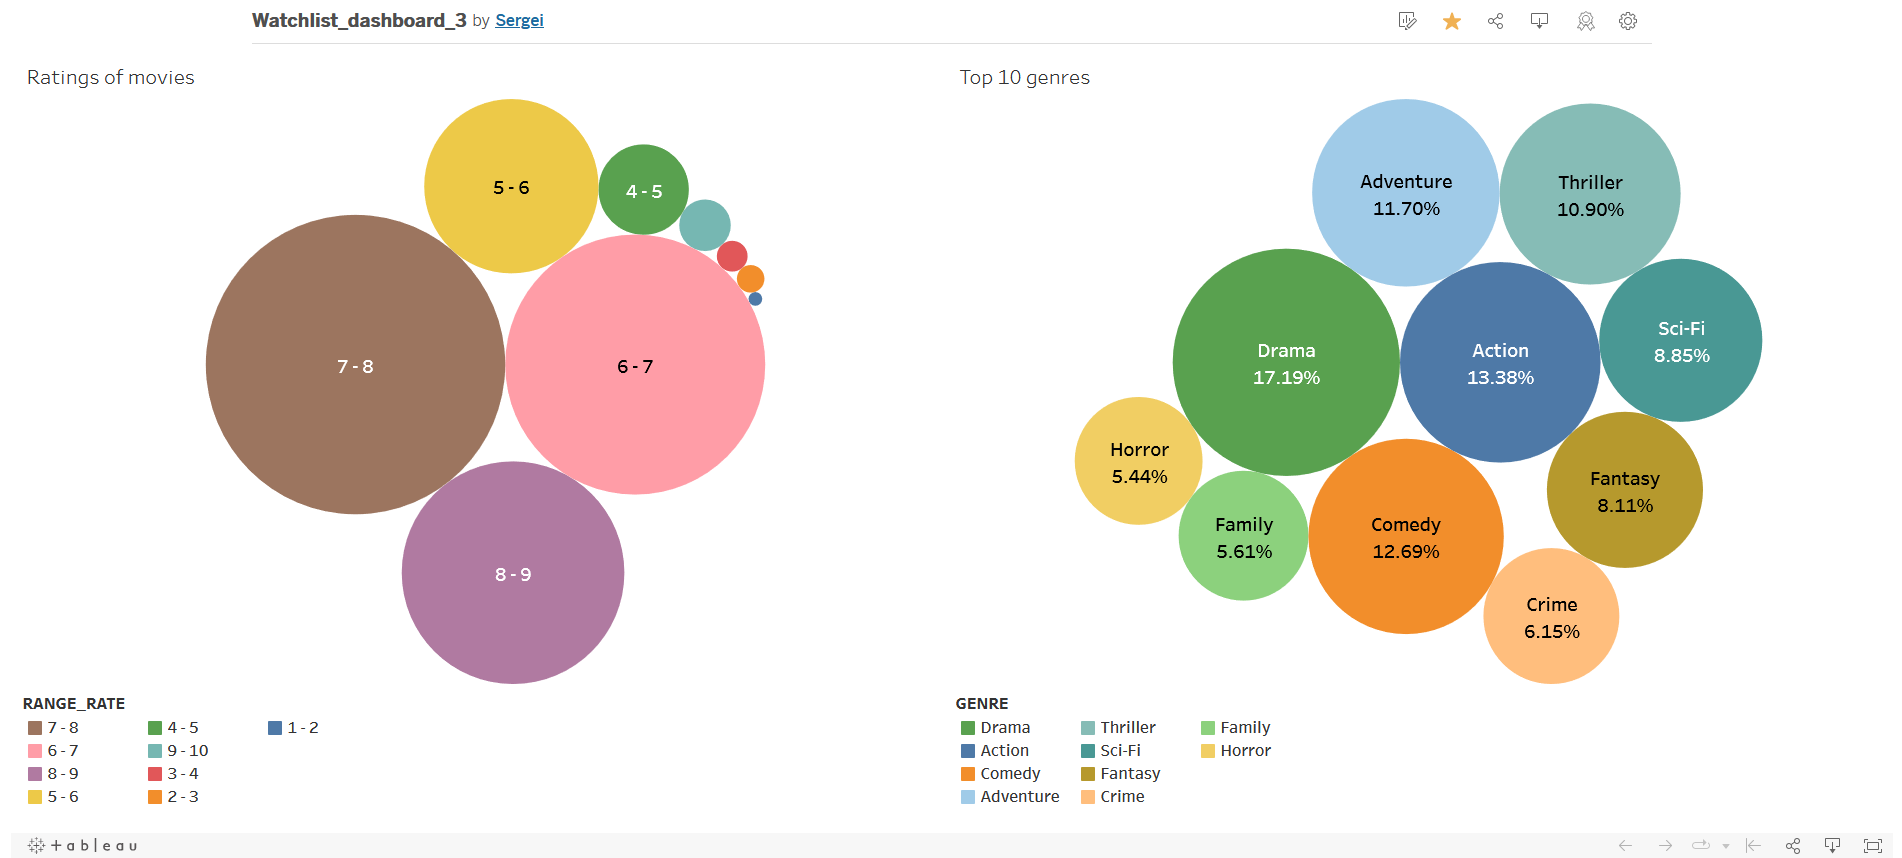 Watchlist_dashboard_3 by Sergei
Ratings of movies
5 - 6
4 - 5
7 - 8
6 - 7
8 - 9
RANGE_RATE
7 - 8
6 - 7
8 - 9
5 - 6
4 - 5
9 - 10
3 - 4
2 - 3
1 - 2
Top 10 genres
Adventure
11.70%
Thriller
10.90%
Sci-Fi
8.85%
Drama
17.19%
Action
13.38%
Horror
5.44%
Fantasy
8.11%
Family
5.61%
Comedy
12.69%
Crime
6.15%
GENRE
Drama
Action
Comedy
Adventure
Thriller
Sci-Fi
Fantasy
Crime
Family
Horror
+ableau